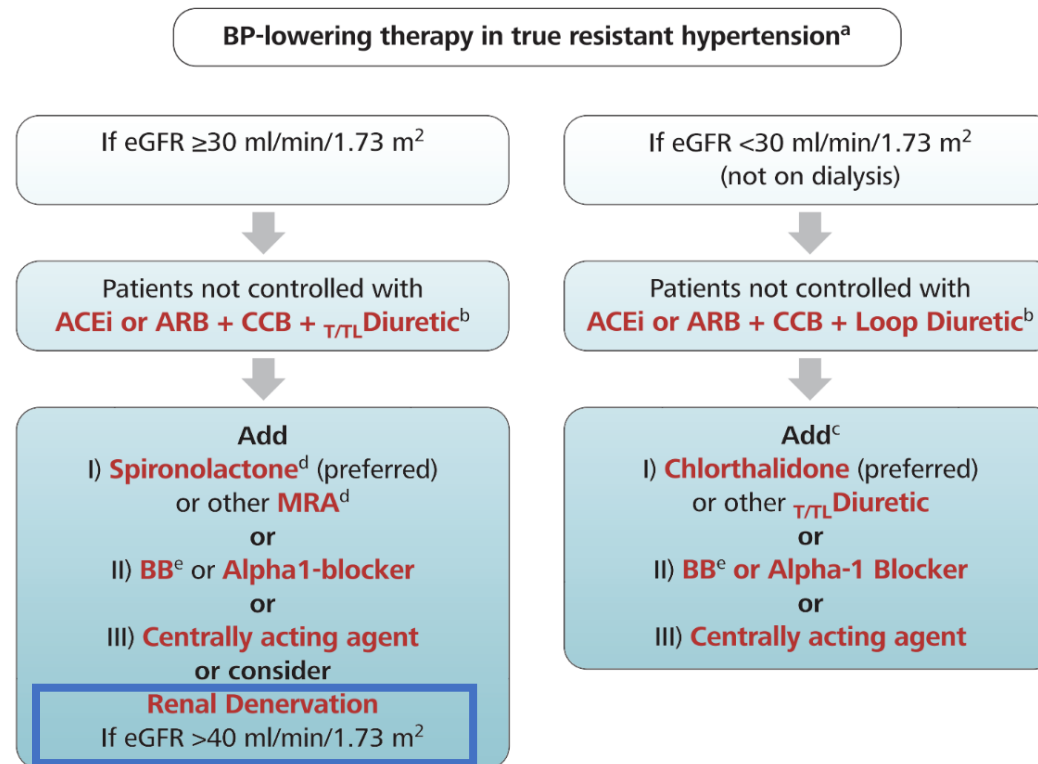 BP-lowering therapy in true resistant hypertensionᵃ
If eGFR ≥30 ml/min/1.73 m²
Patients not controlled with
ACEi or ARB + CCB + T/TLDiureticᵇ
Add
I) Spironolactoneᵈ (preferred)
or other MRAᵈ
or
II) BBᵉ or Alpha1-blocker
or
III) Centrally acting agent
or consider
Renal Denervation
If eGFR >40 ml/min/1.73 m²
If eGFR <30 ml/min/1.73 m²
(not on dialysis)
Patients not controlled with
ACEi or ARB + CCB + Loop Diureticᵇ
Addᶜ
I) Chlorthalidone (preferred)
or other T/TLDiuretic
or
II) BBᵉ or Alpha-1 Blocker
or
III) Centrally acting agent